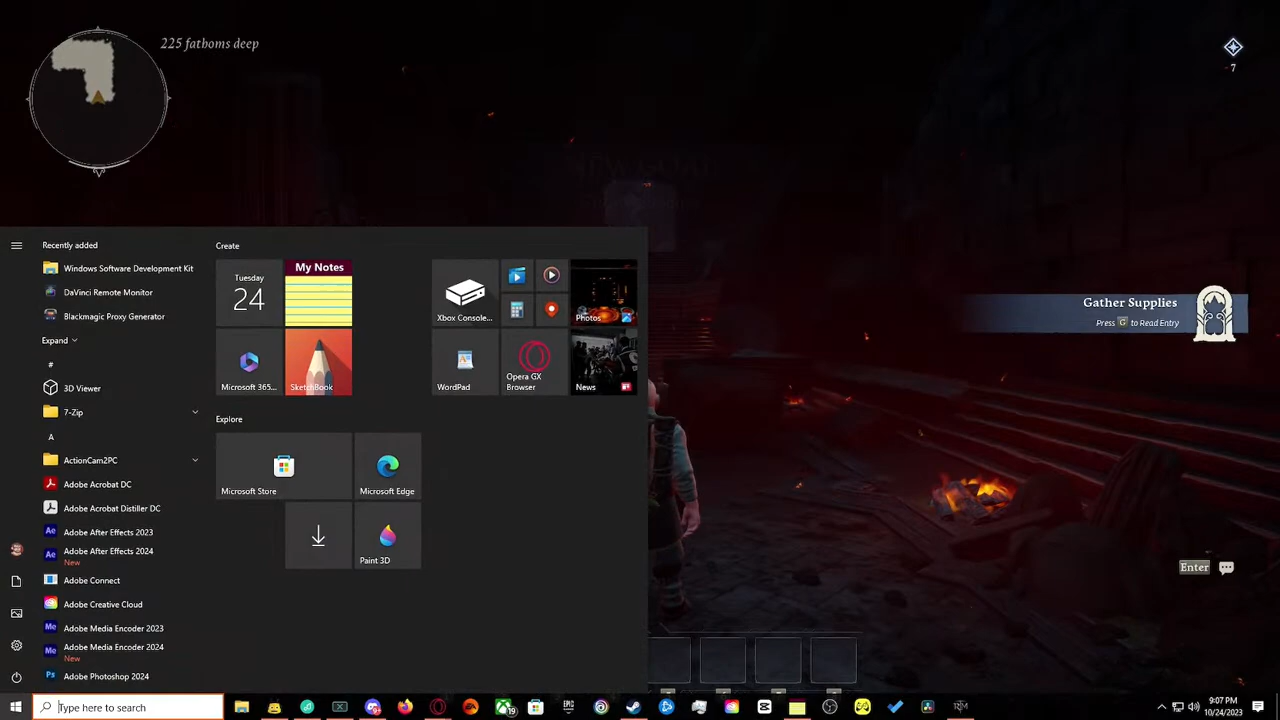 225 fathoms deep
7
Gather Supplies
Press G to Read Entry
Enter
Recently added
Windows Software Development Kit
DaVinci Remote Monitor
Blackmagic Proxy Generator
Expand
#
3D Viewer
7-Zip
A
ActionCam2PC
Adobe Acrobat DC
Adobe Acrobat Distiller DC
Adobe After Effects 2023
Adobe After Effects 2024
New
Adobe Connect
Adobe Creative Cloud
Adobe Media Encoder 2023
Adobe Media Encoder 2024
New
Adobe Photoshop 2024
Create
Tuesday
24
My Notes
Xbox Console...
Photos
Microsoft 365...
SketchBook
WordPad
Opera GX
Browser
News
Explore
Microsoft Store
Microsoft Edge
Paint 3D
Type here to search
19
9:07 PM
10/24/2023